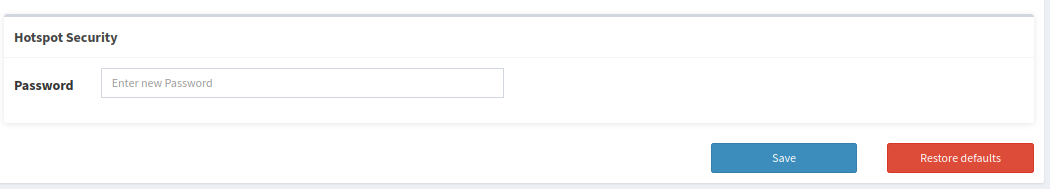 Hotspot Security
Password
Enter new Password
Save
Restore defaults